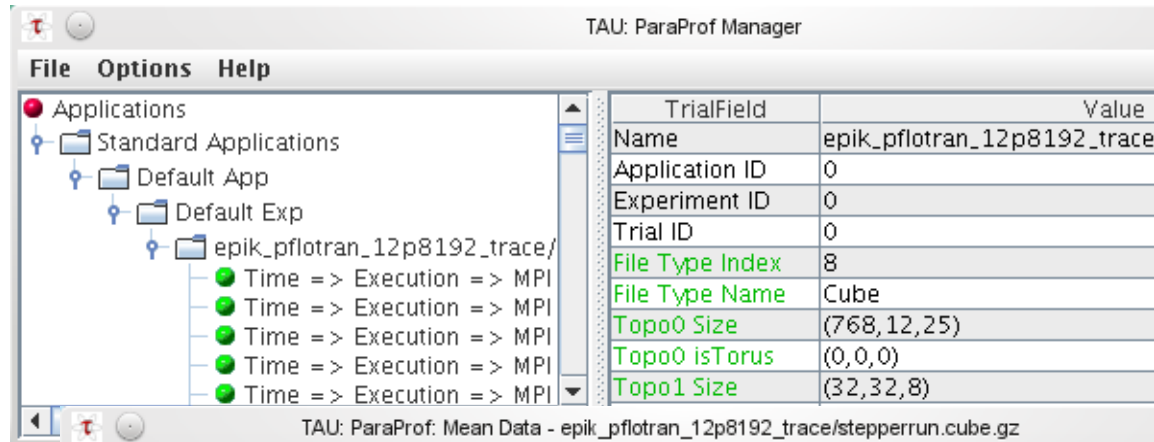 TAU: ParaProf Manager
File Options Help
Applications
Standard Applications
Default App
Default Exp
epik_pflotran_12p8192_trace/
Time => Execution => MPI
Time => Execution => MPI
Time => Execution => MPI
Time => Execution => MPI
Time => Execution => MPI
TrialField Value
Name epik_pflotran_12p8192_trace
Application ID 0
Experiment ID 0
Trial ID 0
File Type Index 8
File Type Name Cube
Topo0 Size (768,12,25)
Topo0 isTorus (0,0,0)
Topo1 Size (32,32,8)
TAU: ParaProf: Mean Data - epik_pflotran_12p8192_trace/stepperrun.cube.gz